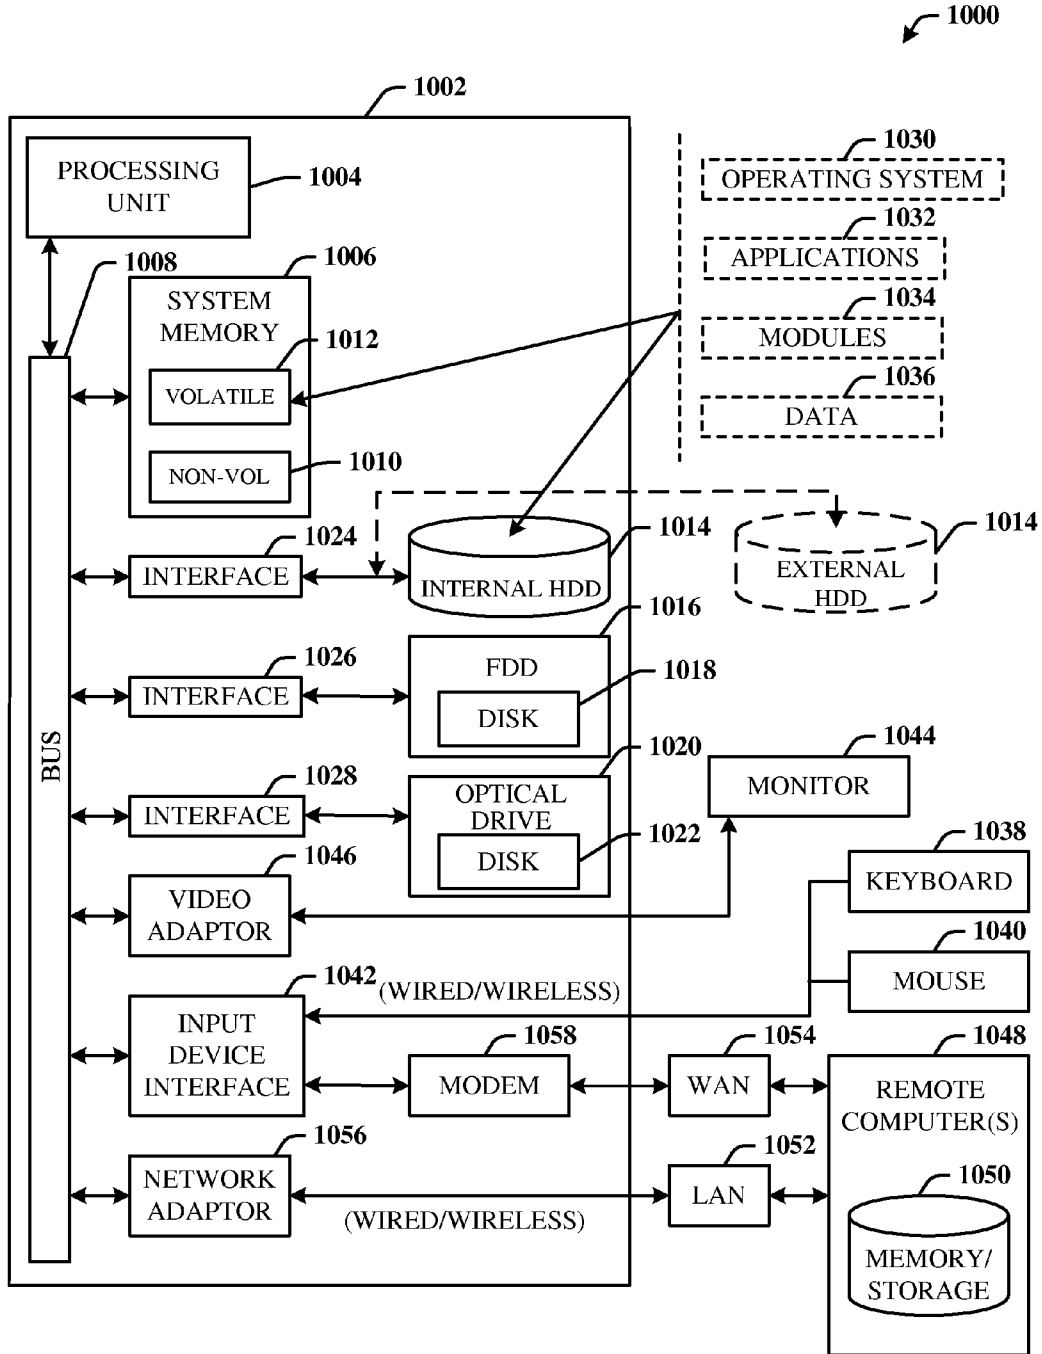 1000
1002
PROCESSING
UNIT
1004
1008
1006
SYSTEM
MEMORY
1012
VOLATILE
1010
NON-VOL
1030
OPERATING SYSTEM
1032
APPLICATIONS
1034
MODULES
1036
DATA
BUS
1024
INTERFACE
1014
INTERNAL HDD
1014
EXTERNAL
HDD
1026
INTERFACE
1016
FDD
1018
DISK
1028
INTERFACE
1020
OPTICAL
DRIVE
1022
DISK
1044
MONITOR
1046
VIDEO
ADAPTOR
1038
KEYBOARD
1040
MOUSE
1042
(WIRED/WIRELESS)
INPUT
DEVICE
INTERFACE
1058
MODEM
1054
WAN
1048
REMOTE
COMPUTER(S)
1056
NETWORK
ADAPTOR
(WIRED/WIRELESS)
1052
LAN
1050
MEMORY/
STORAGE